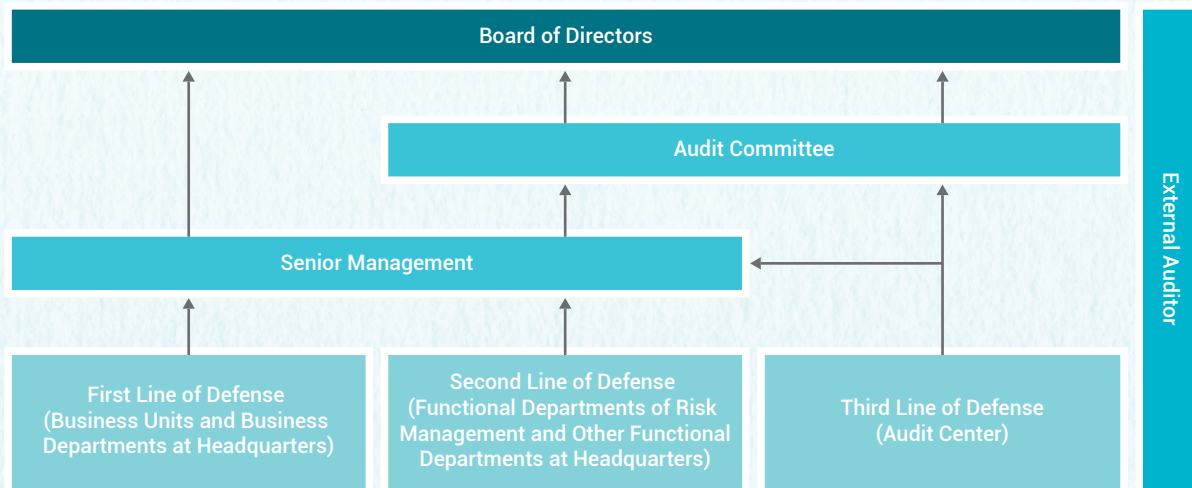 Board of Directors
Audit Committee
External Auditor
Senior Management
First Line of Defense
(Business Units and Business
Departments at Headquarters)
Second Line of Defense
(Functional Departments of Risk
Management and Other Functional
Departments at Headquarters)
Third Line of Defense
(Audit Center)